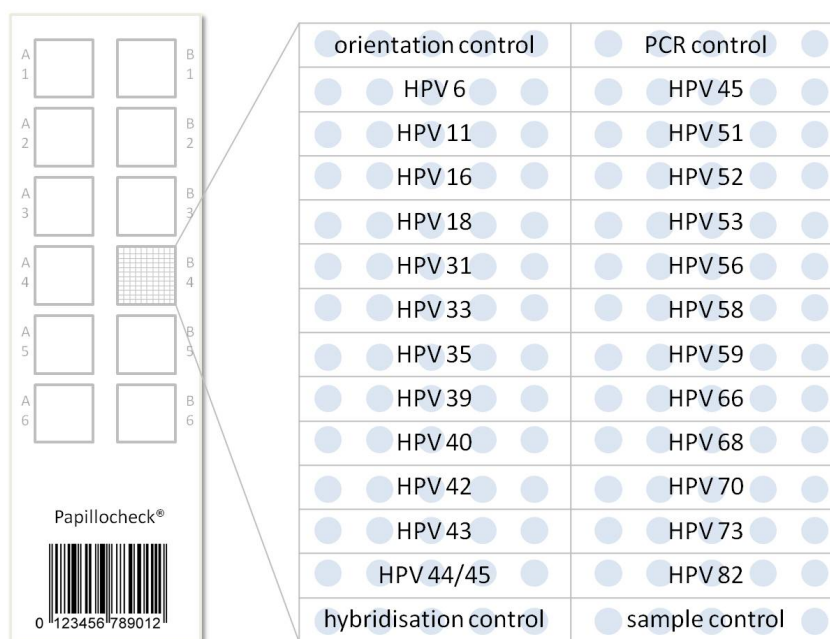 A
1
B
1
A
2
B
2
A
3
B
3
A
4
B
4
A
5
B
5
A
6
B
6
Papillocheck®
0 123456 789012
orientation control PCR control
HPV 6 HPV 45
HPV 11 HPV 51
HPV 16 HPV 52
HPV 18 HPV 53
HPV 31 HPV 56
HPV 33 HPV 58
HPV 35 HPV 59
HPV 39 HPV 66
HPV 40 HPV 68
HPV 42 HPV 70
HPV 43 HPV 73
HPV 44/45 HPV 82
hybridisation control sample control